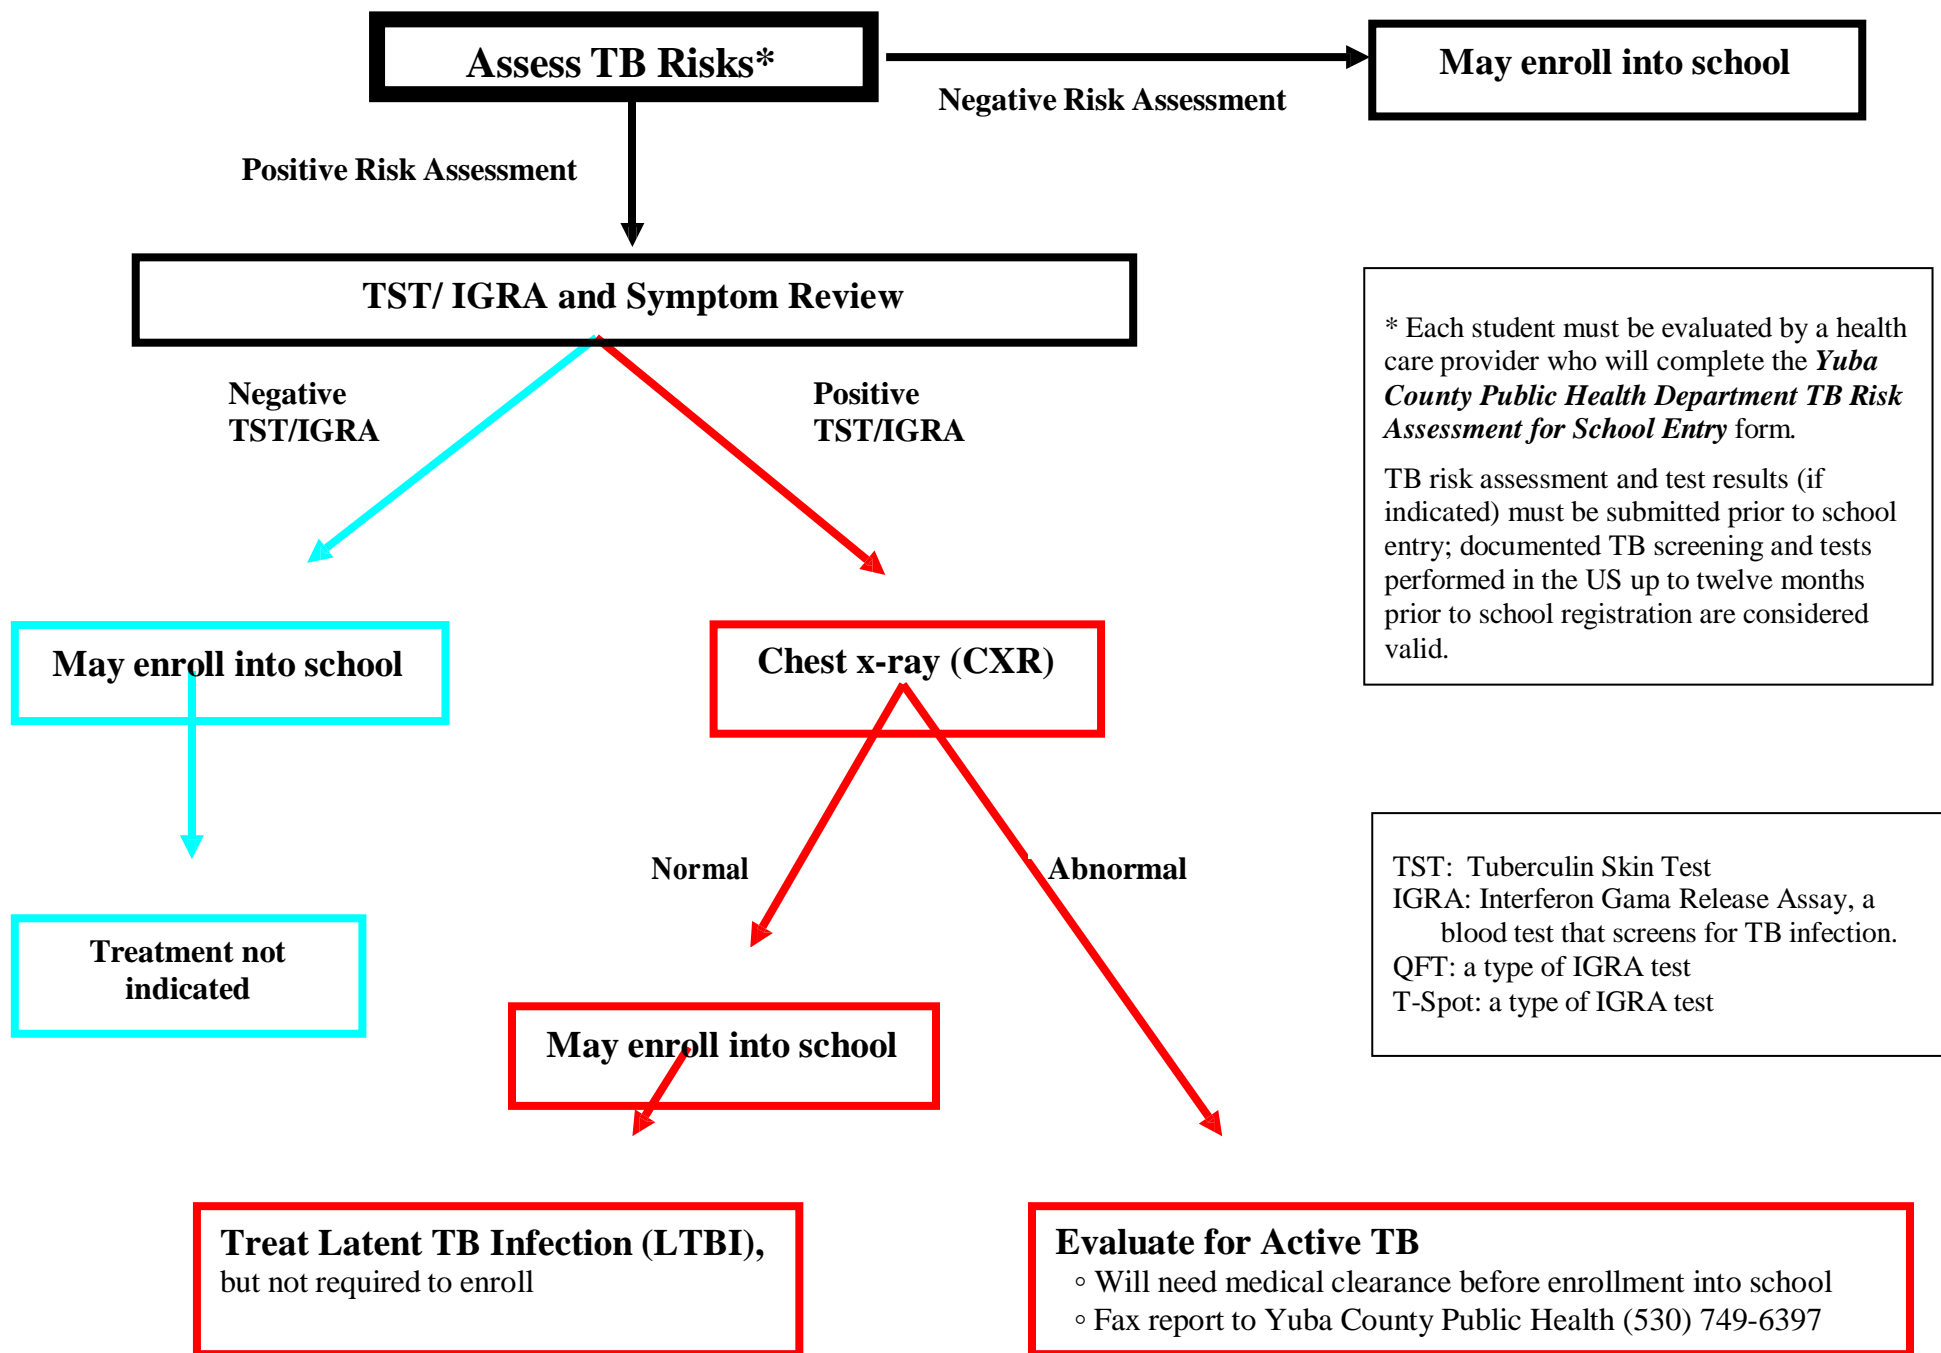 Assess TB Risks*
May enroll into school
Negative Risk Assessment
Positive Risk Assessment
TST/ IGRA and Symptom Review
* Each student must be evaluated by a health
care provider who will complete the Yuba
County Public Health Department TB Risk
Assessment for School Entry form.
TB risk assessment and test results (if
indicated) must be submitted prior to school
entry; documented TB screening and tests
performed in the US up to twelve months
prior to school registration are considered
valid.
Negative
TST/IGRA
Positive
TST/IGRA
May enroll into school
Chest x-ray (CXR)
Normal
Abnormal
TST:  Tuberculin Skin Test
IGRA: Interferon Gama Release Assay, a
blood test that screens for TB infection.
QFT: a type of IGRA test
T-Spot: a type of IGRA test
Treatment not
indicated
May enroll into school
Treat Latent TB Infection (LTBI),
but not required to enroll
Evaluate for Active TB
◦ Will need medical clearance before enrollment into school
◦ Fax report to Yuba County Public Health (530) 749-6397